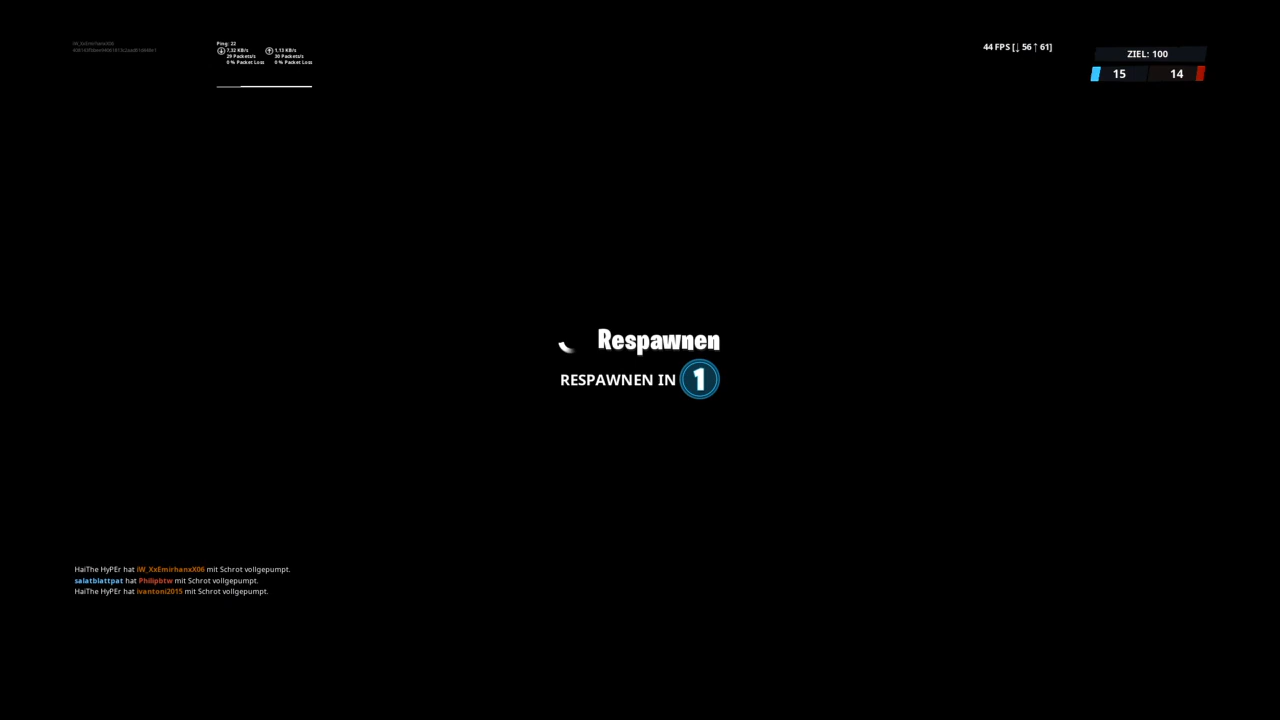 iW_XxEmirhanxX06
Ping: 22
7,32 KB/s 1,13 KB/s
29 Packets/s 30 Packets/s
0 % Packet Loss 0 % Packet Loss
44 FPS [↓ 56 ↑ 61]
ZIEL: 100
15 14
Respawnen
RESPAWNEN IN 1
HaiThe HyPEr hat iW_XxEmirhanxX06 mit Schrot vollgepumpt.
salatblattpat hat Philipbtw mit Schrot vollgepumpt.
HaiThe HyPEr hat ivantoni2015 mit Schrot vollgepumpt.